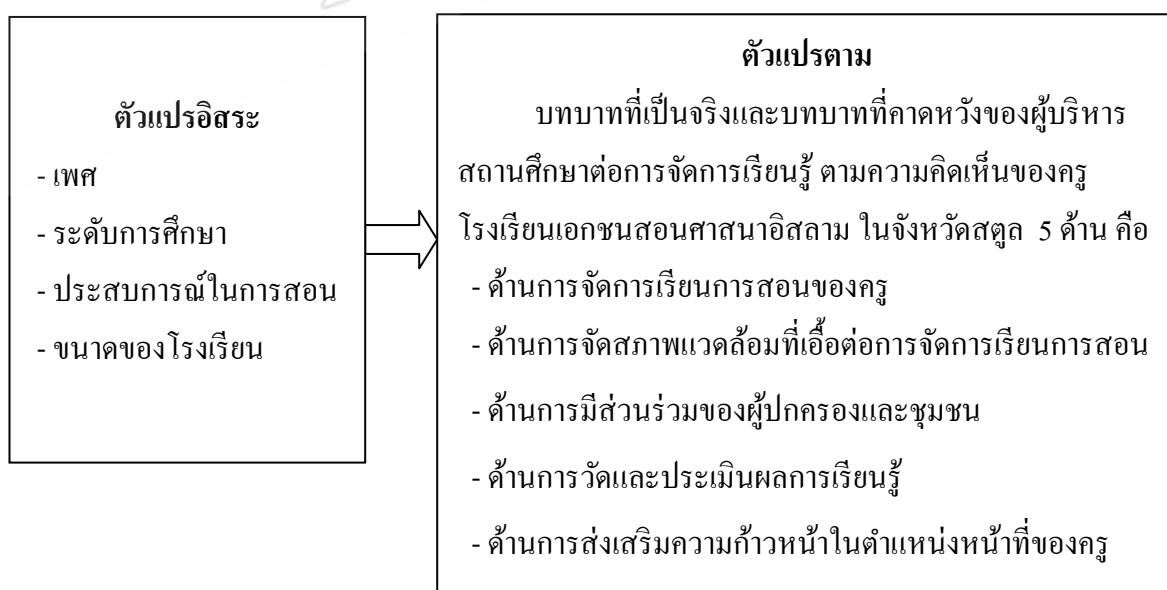 ตัวแปรอิสระ
- เพศ
- ระดับการศึกษา
- ประสบการณ์ในการสอน
- ขนาดของโรงเรียน
ตัวแปรตาม
บทบาทที่เป็นจริงและบทบาทที่คาดหวังของผู้บริหาร
สถานศึกษาต่อการจัดการเรียนรู้ ตามความคิดเห็นของครู
โรงเรียนเอกชนสอนศาสนาอิสลาม ในจังหวัดสตูล 5 ด้าน คือ
- ด้านการจัดการเรียนการสอนของครู
- ด้านการจัดสภาพแวดล้อมที่เอื้อต่อการจัดการเรียนการสอน
- ด้านการมีส่วนร่วมของผู้ปกครองและชุมชน
- ด้านการวัดและประเมินผลการเรียนรู้
- ด้านการส่งเสริมความก้าวหน้าในตำแหน่งหน้าที่ของครู